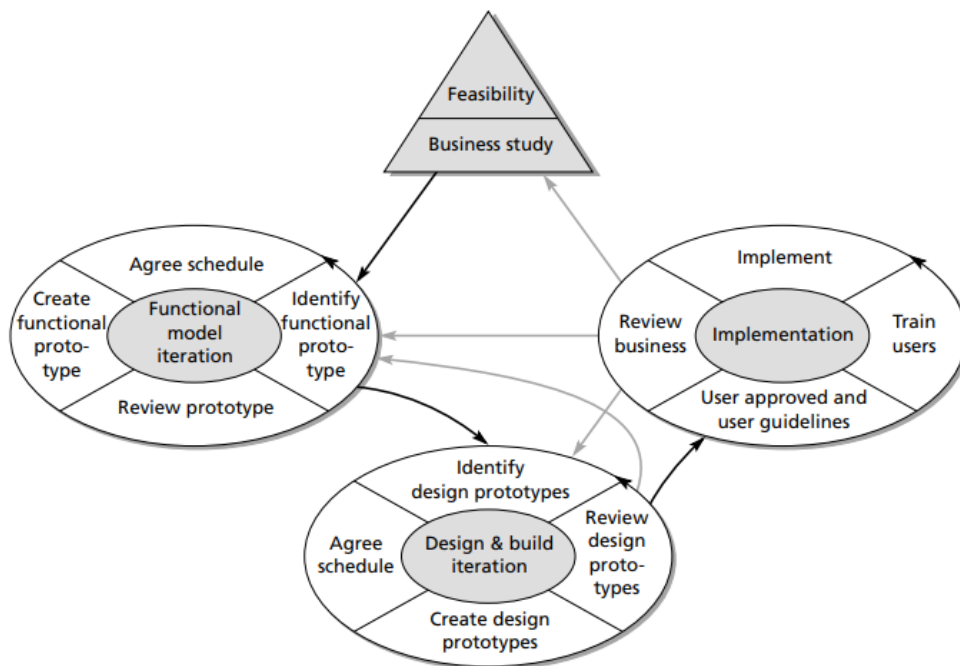 Feasibility
Business study
Agree schedule
Create
functional
proto-
type
Functional
model
iteration
Identify
functional
proto-
type
Review prototype
Implement
Review
business
Implementation
Train
users
User approved and
user guidelines
Identify
design prototypes
Agree
schedule
Design & build
iteration
Review
design
proto-
types
Create design
prototypes